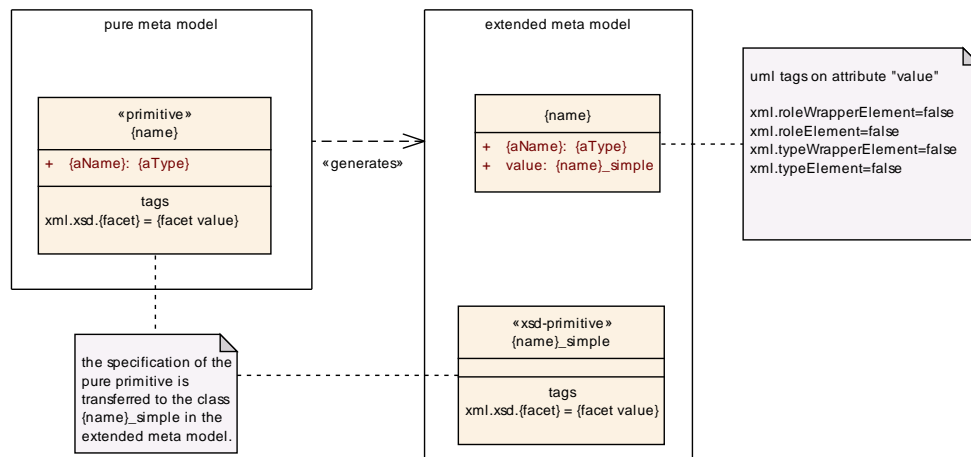 pure meta model
«primitive»
{name}
+ {aName}: {aType}
tags
xml.xsd.{facet} = {facet value}
«generates»
extended meta model
{name}
+ {aName}: {aType}
+ value: {name}_simple
uml tags on attribute "value"
xml.roleWrapperElement=false
xml.roleElement=false
xml.typeWrapperElement=false
xml.typeElement=false
«xsd-primitive»
{name}_simple
tags
xml.xsd.{facet} = {facet value}
the specification of the
pure primitive is
transferred to the class
{name}_simple in the
extended meta model.